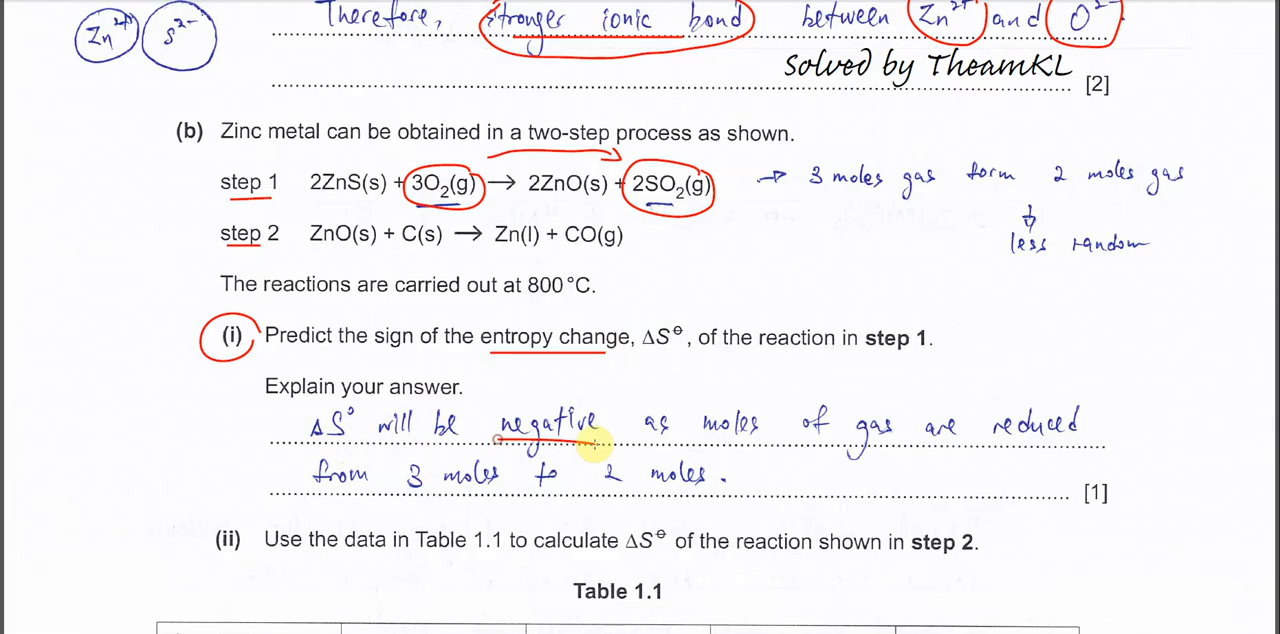 Therefore, stronger ionic bond between Zn²⁺ and O²⁻.
Zn²⁺ S²⁻
Solved by TheamKL
[2]
(b) Zinc metal can be obtained in a two-step process as shown.
step 1 2ZnS(s) + 3O₂(g) → 2ZnO(s) + 2SO₂(g) → 3 moles gas form 2 moles gas
↓
step 2 ZnO(s) + C(s) → Zn(l) + CO(g) less random
The reactions are carried out at 800 °C.
(i) Predict the sign of the entropy change, ΔS⦵, of the reaction in step 1.
Explain your answer.
ΔS° will be negative as moles of gas are reduced
from 3 moles to 2 moles.
[1]
(ii) Use the data in Table 1.1 to calculate ΔS⦵ of the reaction shown in step 2.
Table 1.1